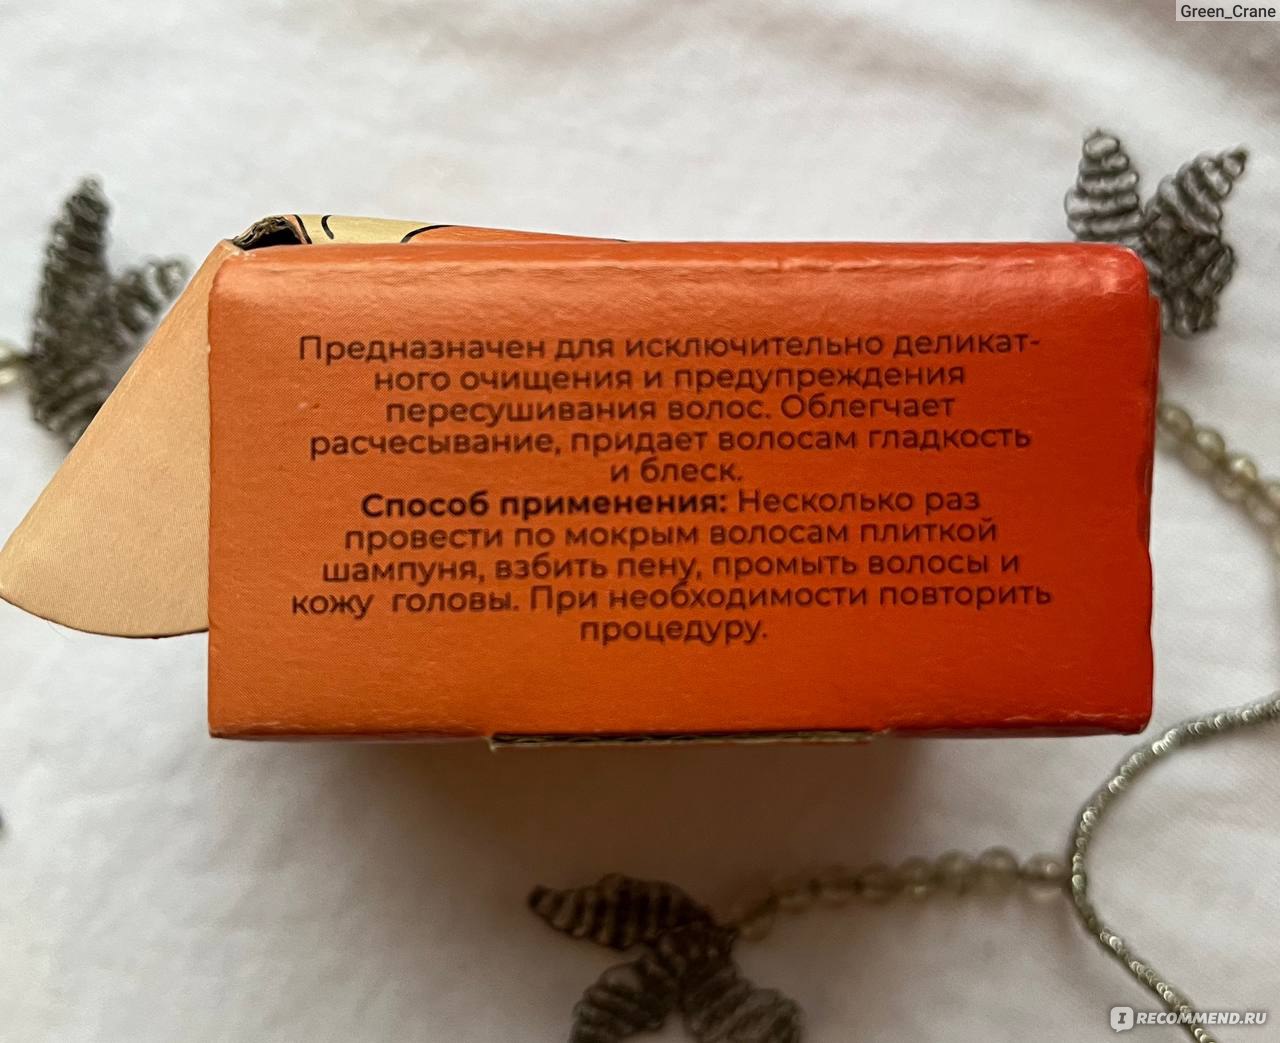 Green_Crane
Предназначен для исключительно деликат-
ного очищения и предупреждения
пересушивания волос. Облегчает
расчесывание, придает волосам гладкость
и блеск.
Способ применения: Несколько раз
провести по мокрым волосам плиткой
шампуня, взбить пену, промыть волосы и
кожу головы. При необходимости повторить
процедуру.
IRECOMMEND.RU